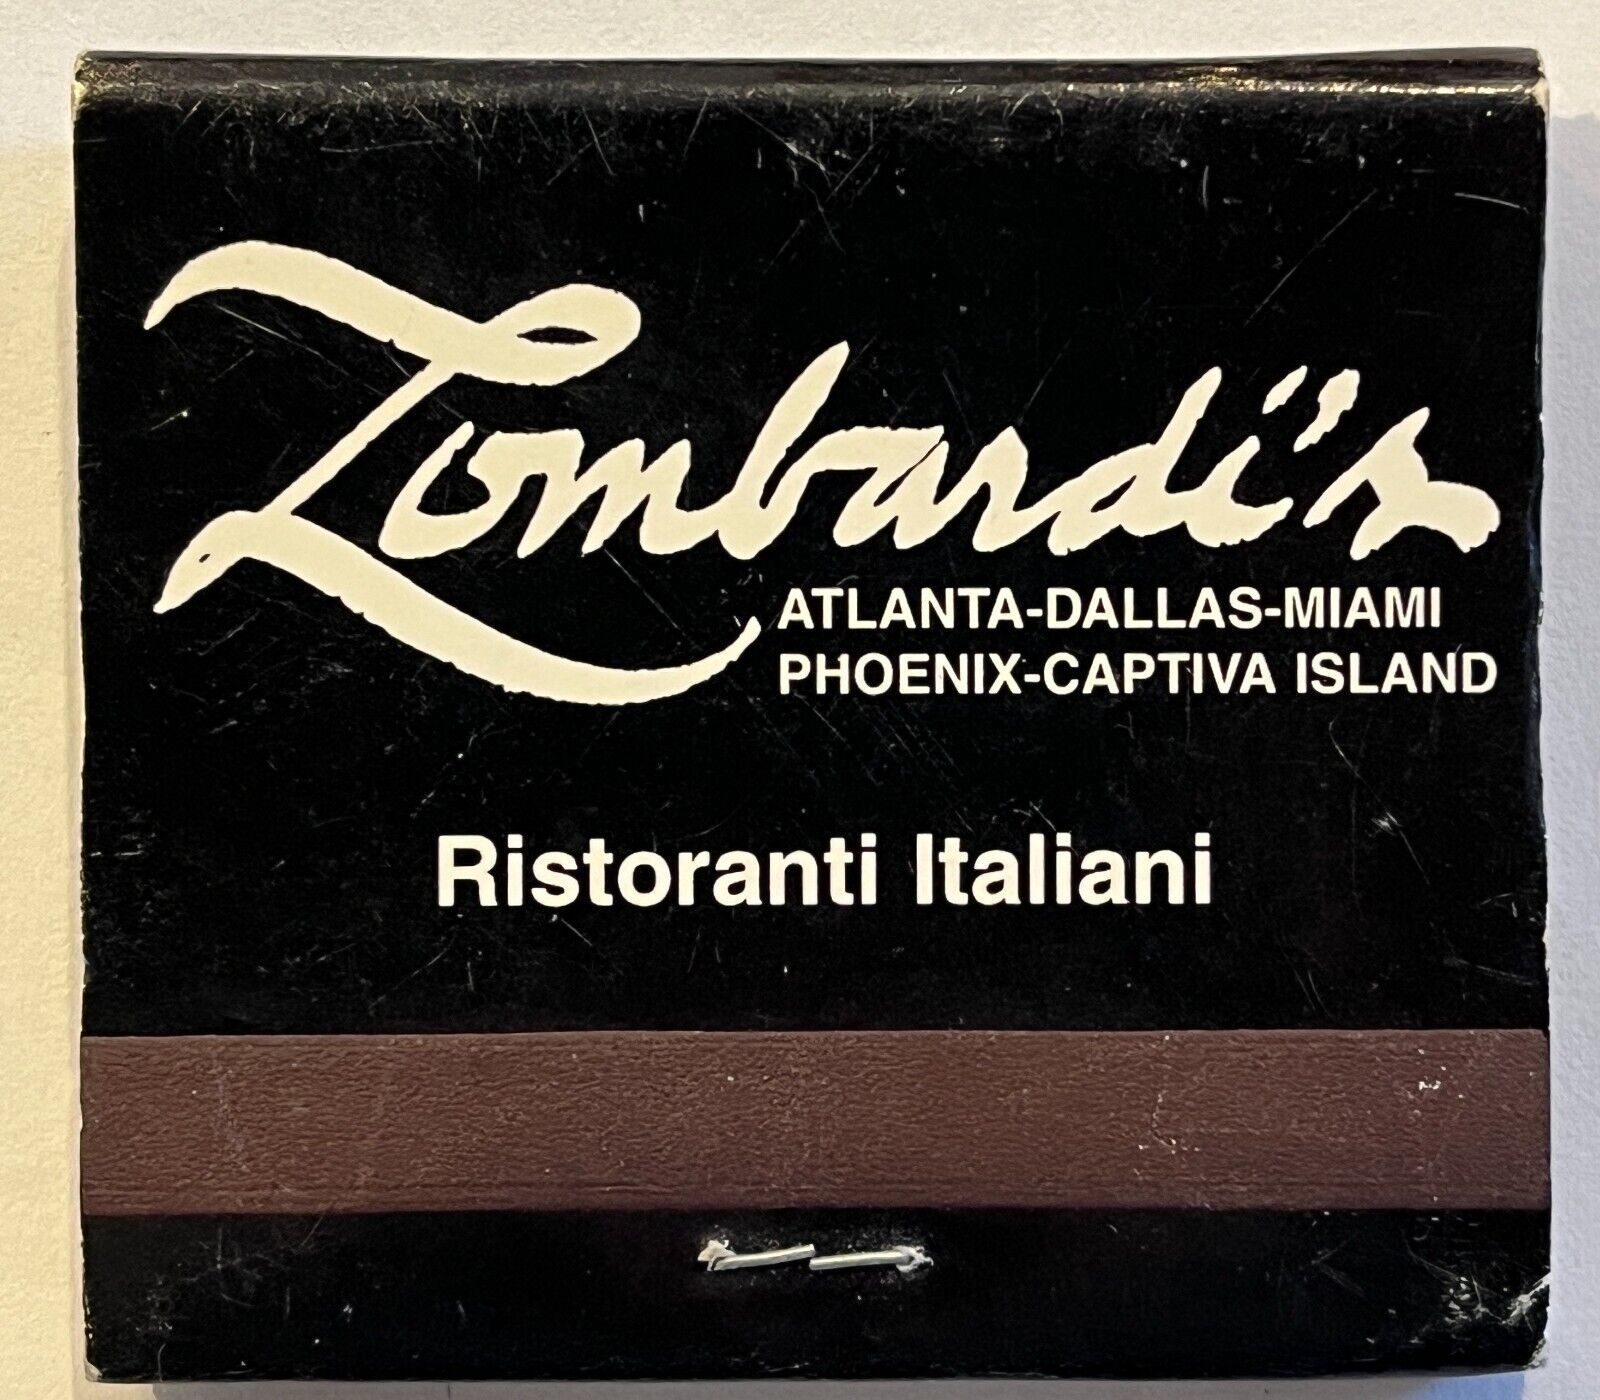 Lombardi's
ATLANTA-DALLAS-MIAMI
PHOENIX-CAPTIVA ISLAND
Ristoranti Italiani